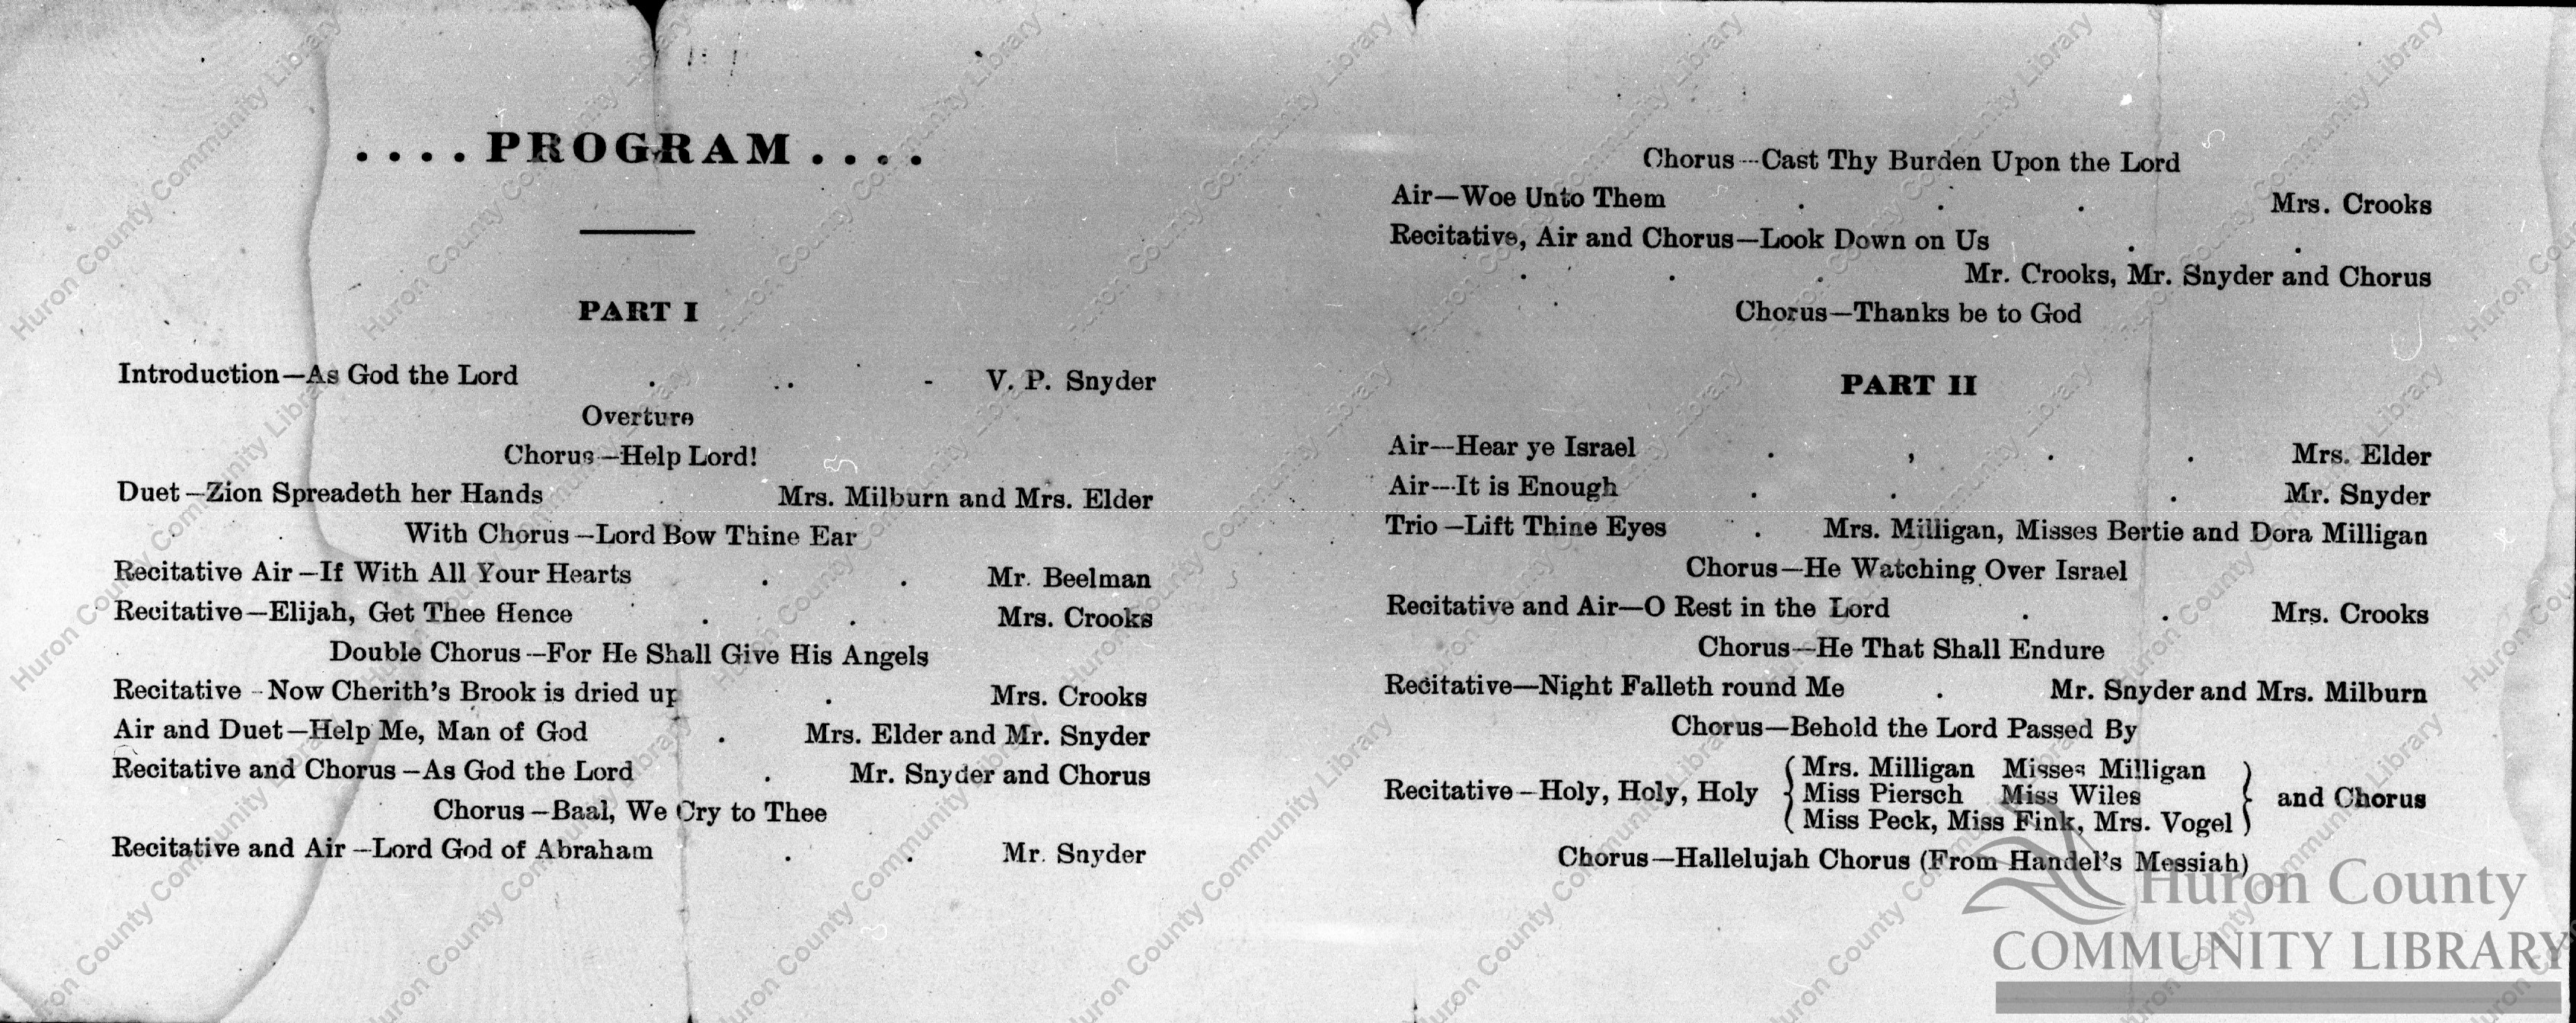 ....PROGRAM....
PART I
Introduction—As God the Lord . .. - V. P. Snyder
Overture
Chorus—Help Lord!
Duet—Zion Spreadeth her Hands Mrs. Milburn and Mrs. Elder
With Chorus—Lord Bow Thine Ear
Recitative Air—If With All Your Hearts . . Mr. Beelman
Recitative—Elijah, Get Thee Hence . . Mrs. Crooks
Double Chorus—For He Shall Give His Angels
Recitative—Now Cherith's Brook is dried up . Mrs. Crooks
Air and Duet—Help Me, Man of God . Mrs. Elder and Mr. Snyder
Recitative and Chorus—As God the Lord . Mr. Snyder and Chorus
Chorus—Baal, We Cry to Thee
Recitative and Air—Lord God of Abraham . . Mr. Snyder
Chorus—Cast Thy Burden Upon the Lord
Air—Woe Unto Them . . . Mrs. Crooks
Recitative, Air and Chorus—Look Down on Us . .
. . . Mr. Crooks, Mr. Snyder and Chorus
Chorus—Thanks be to God
PART II
Air—Hear ye Israel . , . . Mrs. Elder
Air—It is Enough . . . Mr. Snyder
Trio—Lift Thine Eyes . Mrs. Milligan, Misses Bertie and Dora Milligan
Chorus—He Watching Over Israel
Recitative and Air—O Rest in the Lord . . Mrs. Crooks
Chorus—He That Shall Endure
Recitative—Night Falleth round Me . Mr. Snyder and Mrs. Milburn
Chorus—Behold the Lord Passed By
Recitative—Holy, Holy, Holy { Mrs. Milligan Misses Milligan
Miss Piersch Miss Wiles
Miss Peck, Miss Fink, Mrs. Vogel } and Chorus
Chorus—Hallelujah Chorus (From Handel's Messiah)
Huron County
COMMUNITY LIBRARY